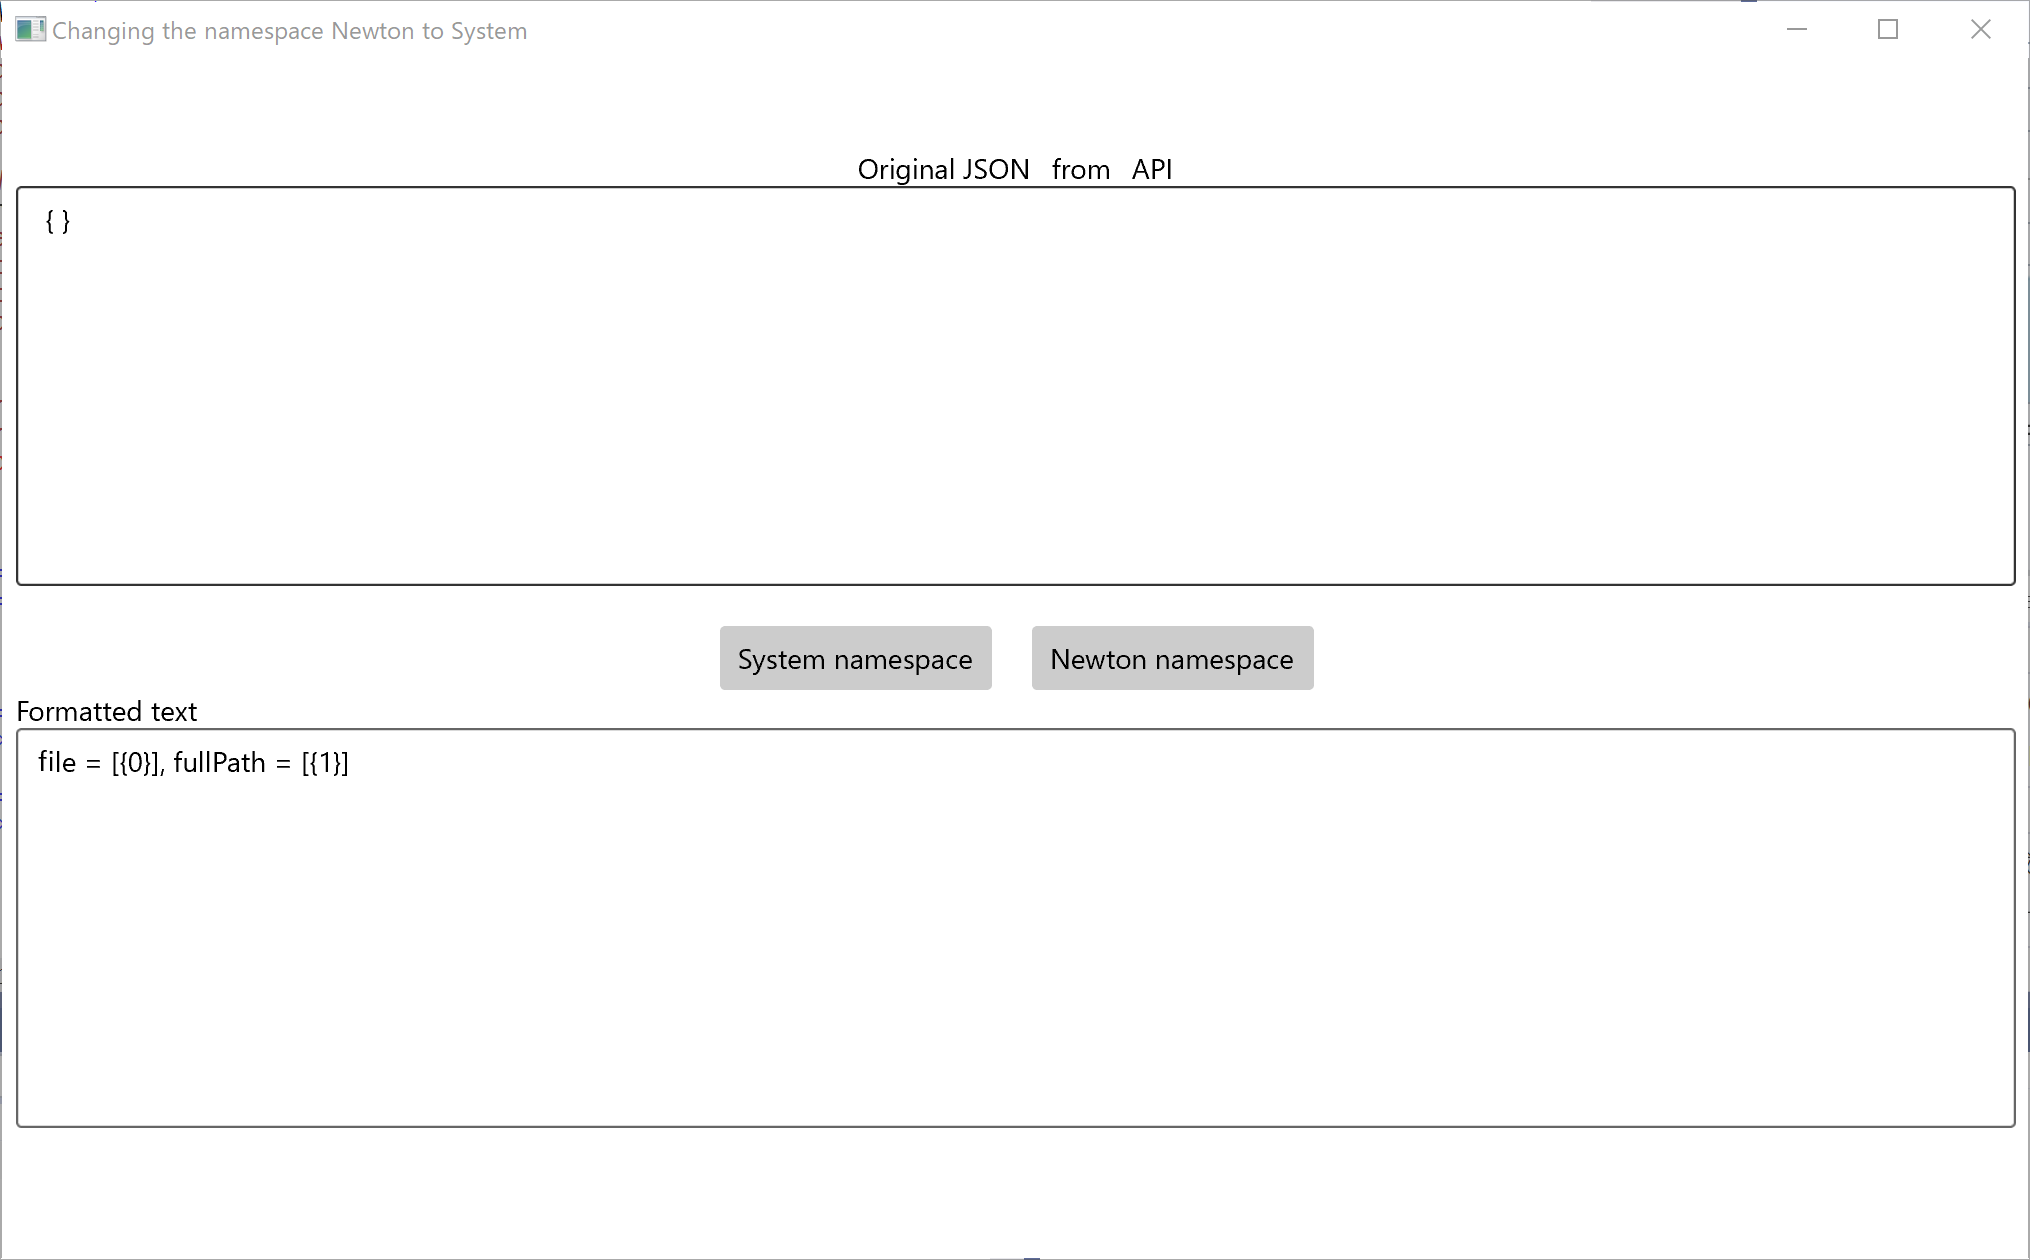 Changing the namespace Newton to System
Original JSON from API
{ }
System namespace Newton namespace
Formatted text
file = [{0}], fullPath = [{1}]